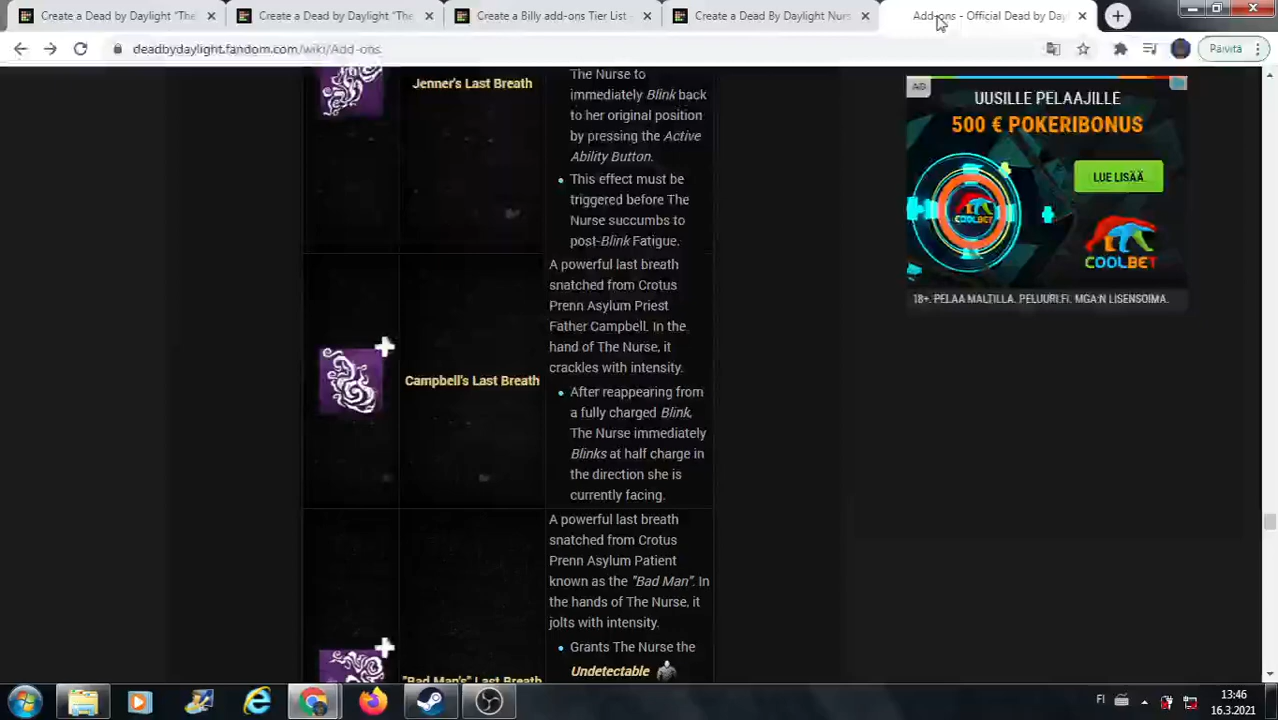 Create a Dead by Daylight "The
Create a Dead by Daylight "The
Create a Billy add-ons Tier List -
Create a Dead By Daylight Nurs
Add-ons - Official Dead by Day
deadbydaylight.fandom.com/wiki/Add-ons
Päivitä
Jenner's Last Breath
The Nurse to
immediately Blink back
to her original position
by pressing the Active
Ability Button.
This effect must be
triggered before The
Nurse succumbs to
post-Blink Fatigue.
Campbell's Last Breath
A powerful last breath
snatched from Crotus
Prenn Asylum Priest
Father Campbell. In the
hand of The Nurse, it
crackles with intensity.
After reappearing from
a fully charged Blink,
The Nurse immediately
Blinks at half charge in
the direction she is
currently facing.
"Bad Man's" Last Breath
A powerful last breath
snatched from Crotus
Prenn Asylum Patient
known as the "Bad Man". In
the hands of The Nurse, it
jolts with intensity.
Grants The Nurse the
Undetectable
AD
UUSILLE PELAAJILLE
500 € POKERIBONUS
LUE LISÄÄ
COOLBET
COOLBET
18+. PELAA MALTILLA. PELUURI.FI. MGA:N LISENSOIMA.
FI
13:46
16.3.2021